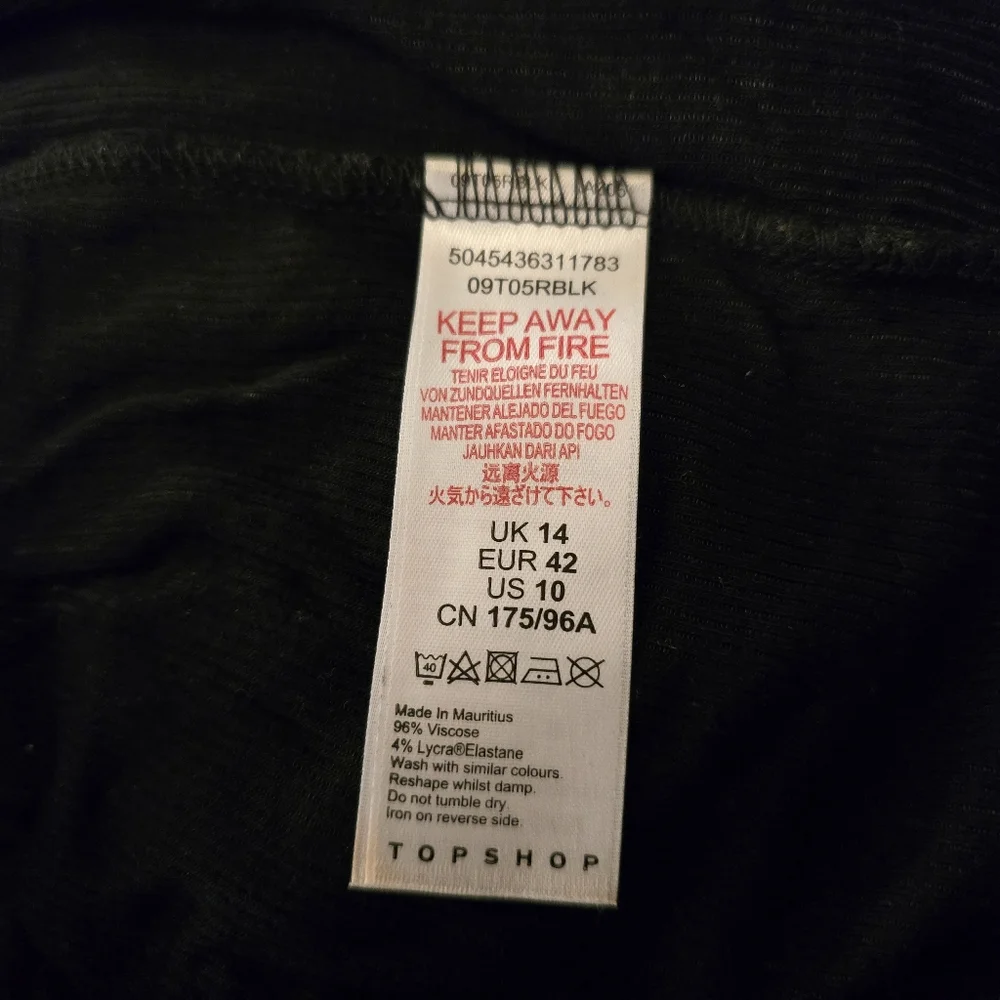 09T05RBLK A206
5045436311783
09T05RBLK
KEEP AWAY
FROM FIRE
TENIR ELOIGNE DU FEU
VON ZUNDQUELLEN FERNHALTEN
MANTENER ALEJADO DEL FUEGO
MANTER AFASTADO DO FOGO
JAUHKAN DARI API
远离火源
火気から遠ざけて下さい。
UK 14
EUR 42
US 10
CN 175/96A
40
Made In Mauritius
96% Viscose
4% Lycra®Elastane
Wash with similar colours.
Reshape whilst damp.
Do not tumble dry.
Iron on reverse side.
TOPSHOP